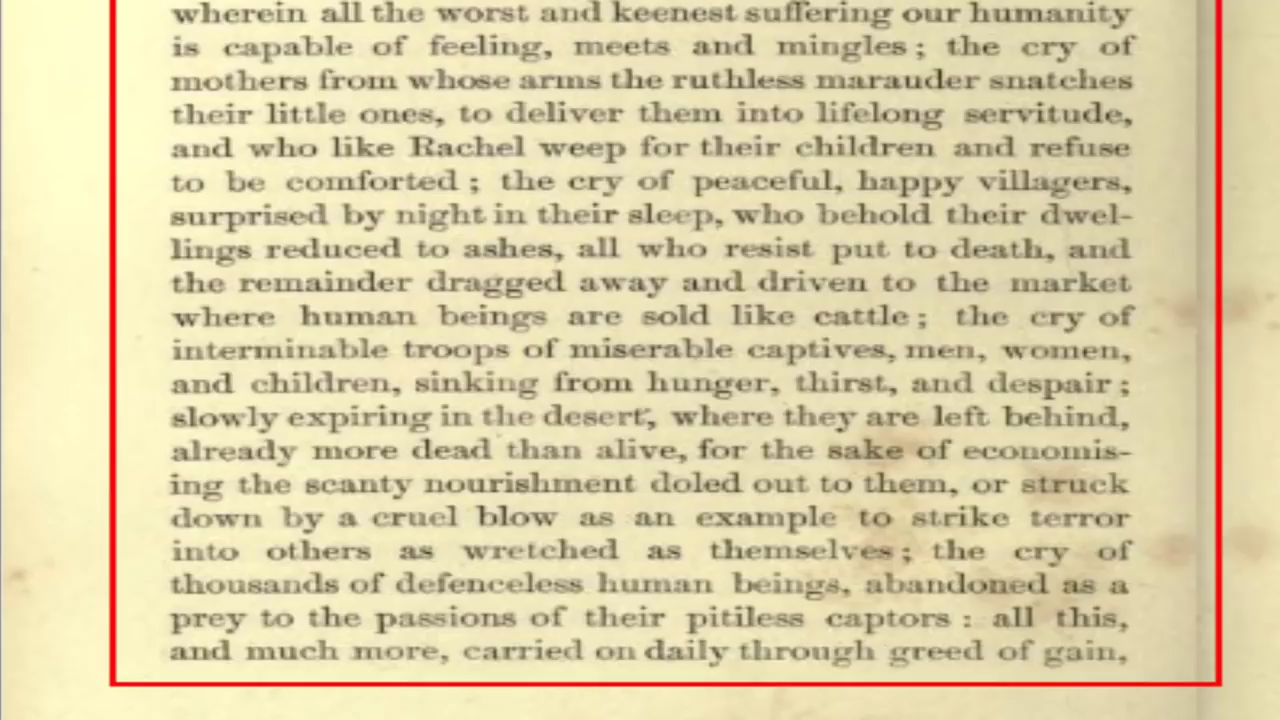 wherein all the worst and keenest suffering our humanity
is capable of feeling, meets and mingles; the cry of
mothers from whose arms the ruthless marauder snatches
their little ones, to deliver them into lifelong servitude,
and who like Rachel weep for their children and refuse
to be comforted; the cry of peaceful, happy villagers,
surprised by night in their sleep, who behold their dwel-
lings reduced to ashes, all who resist put to death, and
the remainder dragged away and driven to the market
where human beings are sold like cattle; the cry of
interminable troops of miserable captives, men, women,
and children, sinking from hunger, thirst, and despair;
slowly expiring in the desert, where they are left behind,
already more dead than alive, for the sake of economis-
ing the scanty nourishment doled out to them, or struck
down by a cruel blow as an example to strike terror
into others as wretched as themselves; the cry of
thousands of defenceless human beings, abandoned as a
prey to the passions of their pitiless captors: all this,
and much more, carried on daily through greed of gain,